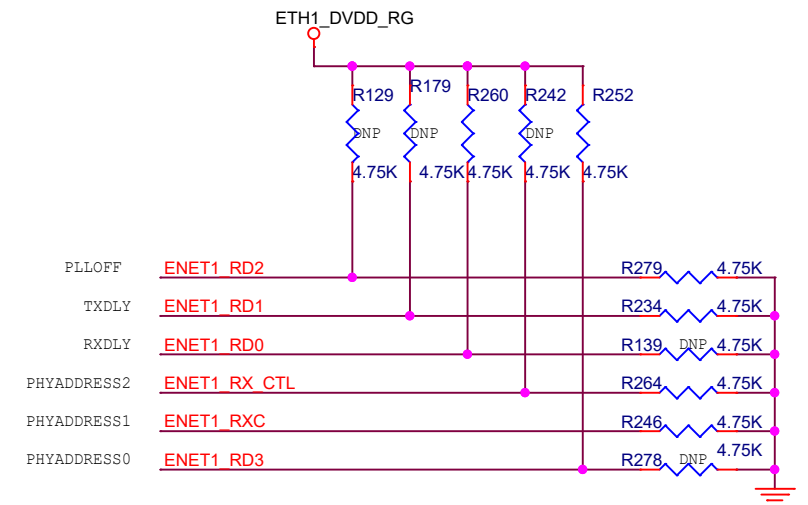 ETH1_DVDD_RG
R129 R179 R260 R242 R252
DNP DNP DNP
4.75K 4.75K 4.75K 4.75K 4.75K
PLLOFF ENET1_RD2 R279 4.75K
TXDLY ENET1_RD1 R234 4.75K
RXDLY ENET1_RD0 R139 DNP 4.75K
PHYADDRESS2 ENET1_RX_CTL R264 4.75K
PHYADDRESS1 ENET1_RXC R246 4.75K
PHYADDRESS0 ENET1_RD3 R278 DNP 4.75K